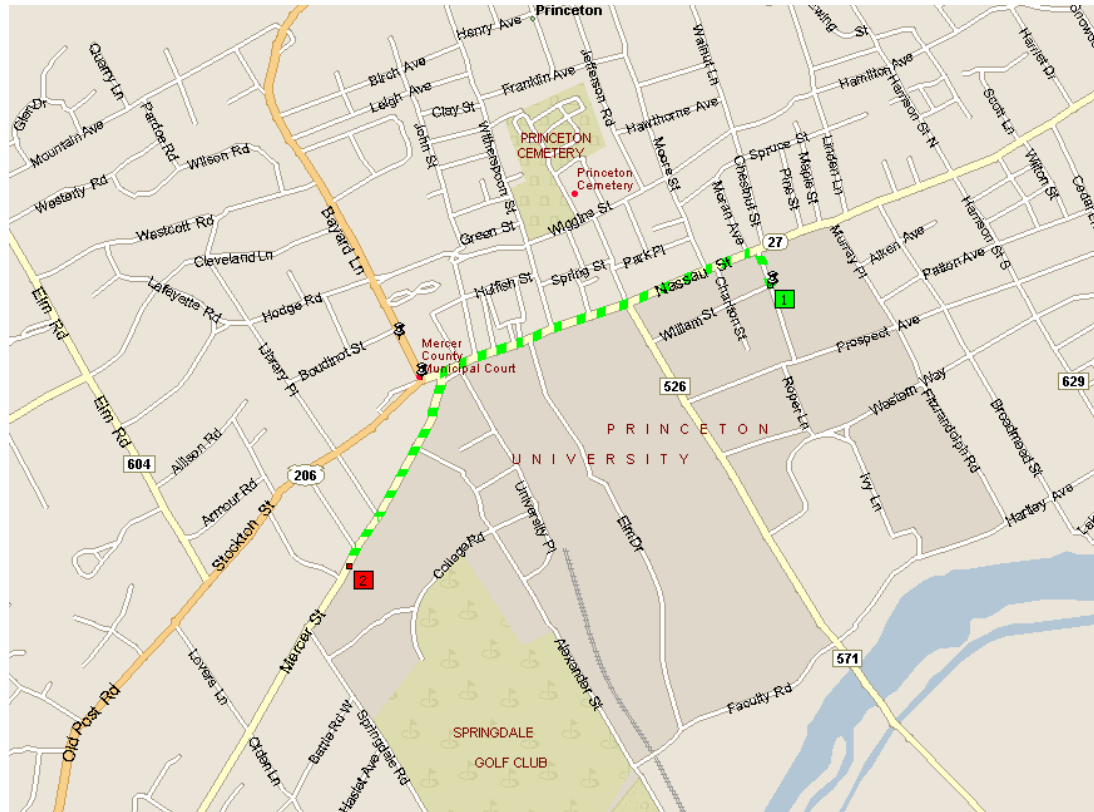 Princeton
Henry Ave
Birch Ave
Leigh Ave
Clay St
Franklin Ave
Jefferson Rd
Walnut Ln
Ewing St
Hamilton Ave
Harrison St N
Harriet Dr
Scott Ln
Quarry Ln
Glen Dr
Mountain Ave
Pardoe Rd
Wilson Rd
Westerly Rd
Westcott Rd
Cleveland Ln
Lafayette Rd
Hodge Rd
Boudinot St
Library Pl
Bayard Ln
John St
Witherspoon St
Green St
Wiggins St
Hulfish St
Spring St
Park Pl
PRINCETON
CEMETERY
Princeton
Cemetery
Hawthorne Ave
Moore St
Moran Ave
Chestnut St
Spruce St
Pine St
Maple St
Linden Ln
Murray Pl
Aiken Ave
Patton Ave
Harrison St S
Wilton St
Cedar Ln
27
1
Nassau St
William St
Charlton St
Prospect Ave
Roper Ln
Western Way
Fitzrandolph Rd
Broadmead St
629
Ivy Ln
Hartley Ave
Mercer
County
Municipal Court
526
PRINCETON
UNIVERSITY
Elm Rd
Elm Rd
604
Allison Rd
Armour Rd
206
Stockton St
University Pl
College Rd
Elm Dr
2
Mercer St
Lovers Ln
Old Post Rd
Olden Ln
Battle Rd W
Haslet Ave
Springdale Rd
Alexander St
SPRINGDALE
GOLF CLUB
Faculty Rd
571